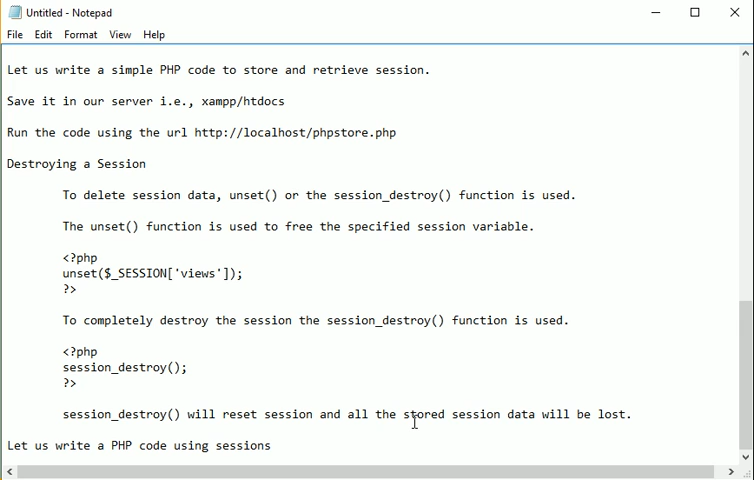 Untitled - Notepad
File Edit Format View Help
Let us write a simple PHP code to store and retrieve session.
Save it in our server i.e., xampp/htdocs
Run the code using the url http://localhost/phpstore.php
Destroying a Session
To delete session data, unset() or the session_destroy() function is used.
The unset() function is used to free the specified session variable.
<?php
unset($_SESSION['views']);
?>
To completely destroy the session the session_destroy() function is used.
<?php
session_destroy();
?>
session_destroy() will reset session and all the stored session data will be lost.
Let us write a PHP code using sessions